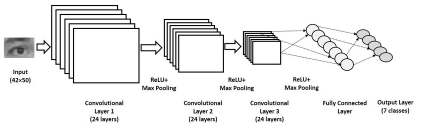 Input
(42×50)
Convolutional
Layer 1
(24 layers)
ReLU+
Max Pooling
Convolutional
Layer 2
(24 layers)
ReLU+
Max Pooling
Convolutional
Layer 3
(24 layers)
ReLU+
Max Pooling
Fully Connected
Layer
Output Layer
(7 classes)